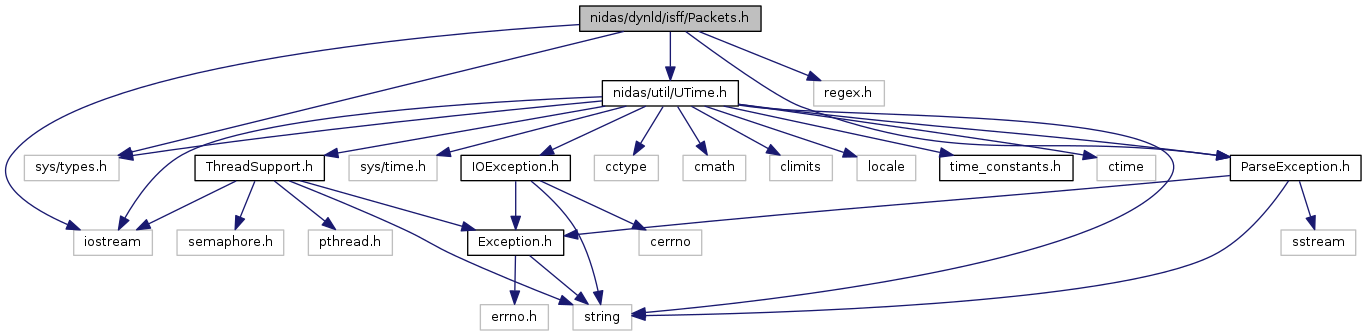 nidas/dynld/isff/Packets.h
nidas/util/UTime.h
regex.h
sys/types.h
ThreadSupport.h
sys/time.h
IOException.h
cctype
cmath
climits
locale
time_constants.h
ctime
ParseException.h
iostream
semaphore.h
pthread.h
Exception.h
cerrno
sstream
errno.h
string